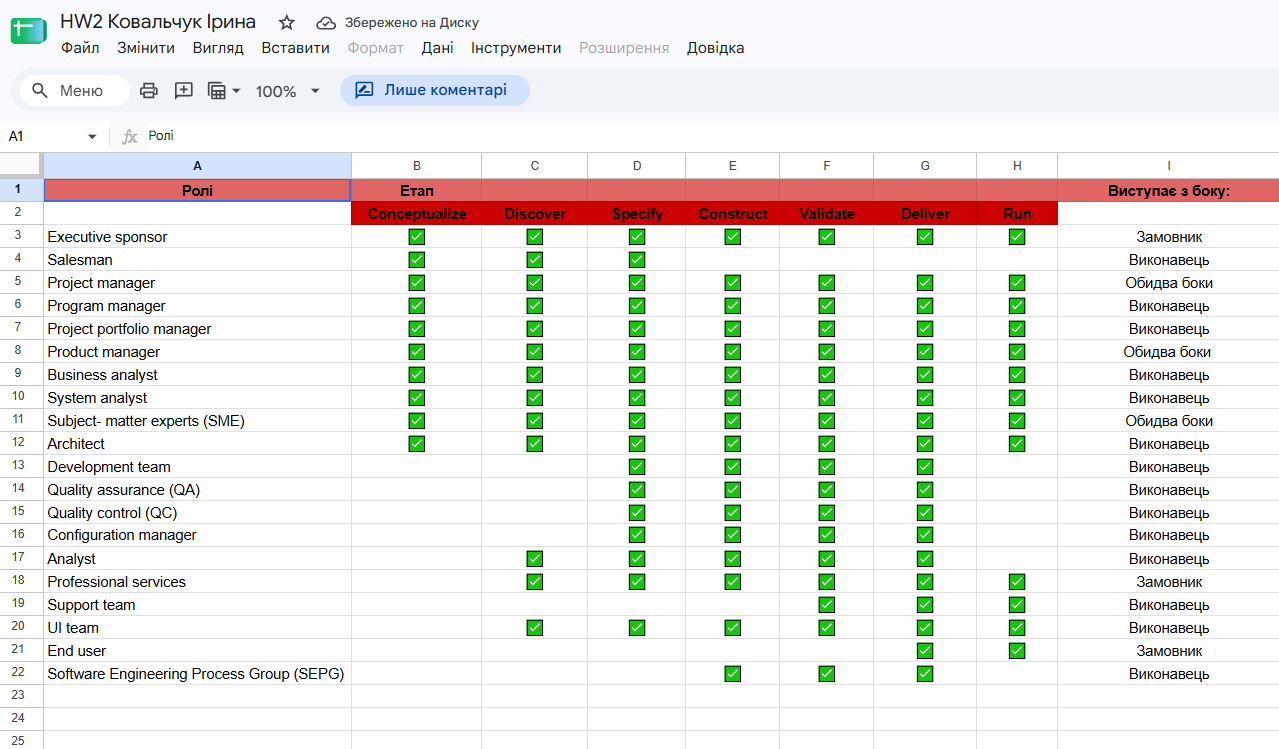 HW2 Ковальчук Ірина Збережено на Диску
Файл Змінити Вигляд Вставити Формат Дані Інструменти Розширення Довідка
Меню 100% Лише коментарі
A1 fx Ролі
A B C D E F G H I
1 Ролі Етап Виступає з боку:
2 Conceptualize Discover Specify Construct Validate Deliver Run
3 Executive sponsor ✅ ✅ ✅ ✅ ✅ ✅ ✅ Замовник
4 Salesman ✅ ✅ ✅ Виконавець
5 Project manager ✅ ✅ ✅ ✅ ✅ ✅ ✅ Обидва боки
6 Program manager ✅ ✅ ✅ ✅ ✅ ✅ ✅ Виконавець
7 Project portfolio manager ✅ ✅ ✅ ✅ ✅ ✅ ✅ Виконавець
8 Product manager ✅ ✅ ✅ ✅ ✅ ✅ ✅ Обидва боки
9 Business analyst ✅ ✅ ✅ ✅ ✅ ✅ ✅ Виконавець
10 System analyst ✅ ✅ ✅ ✅ ✅ ✅ ✅ Виконавець
11 Subject- matter experts (SME) ✅ ✅ ✅ ✅ ✅ ✅ ✅ Обидва боки
12 Architect ✅ ✅ ✅ ✅ ✅ ✅ ✅ Виконавець
13 Development team ✅ ✅ ✅ ✅ Виконавець
14 Quality assurance (QA) ✅ ✅ ✅ ✅ Виконавець
15 Quality control (QC) ✅ ✅ ✅ ✅ Виконавець
16 Configuration manager ✅ ✅ ✅ ✅ Виконавець
17 Analyst ✅ ✅ ✅ ✅ ✅ Виконавець
18 Professional services ✅ ✅ ✅ ✅ ✅ ✅ Замовник
19 Support team ✅ ✅ ✅ Виконавець
20 UI team ✅ ✅ ✅ ✅ ✅ ✅ Виконавець
21 End user ✅ ✅ Замовник
22 Software Engineering Process Group (SEPG) ✅ ✅ ✅ Виконавець
23
24
25